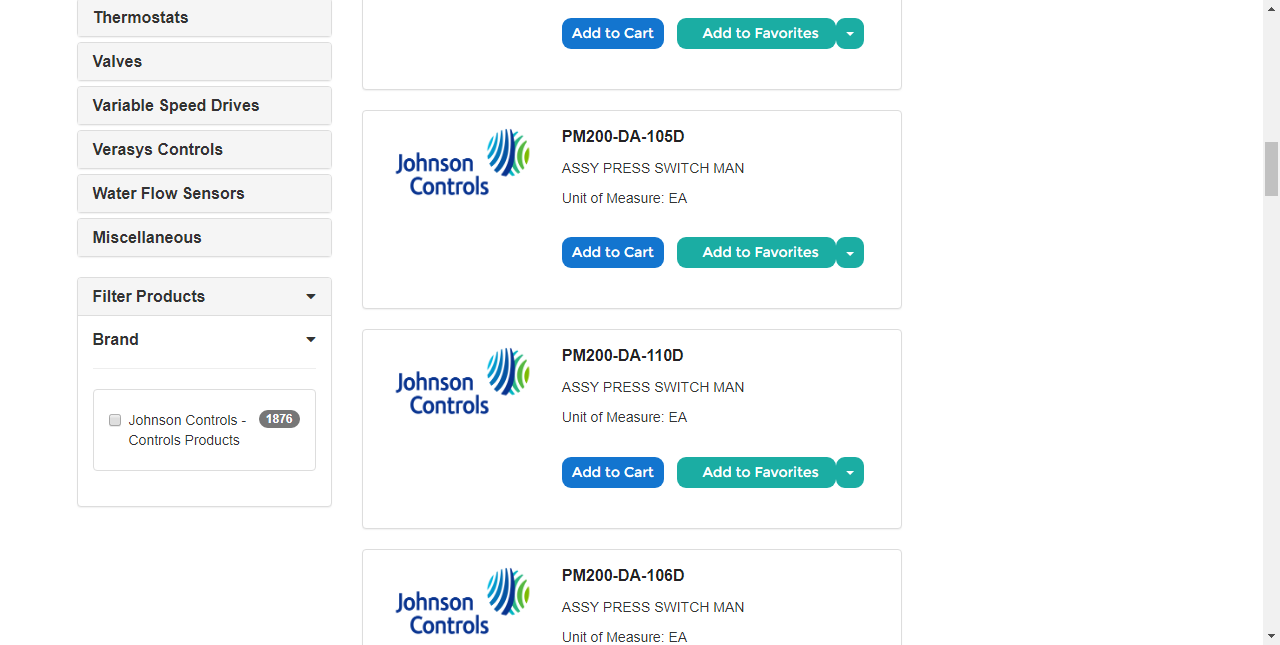 Thermostats
Valves
Variable Speed Drives
Verasys Controls
Water Flow Sensors
Miscellaneous
Filter Products
Brand
Johnson Controls - 1876
Controls Products
Add to Cart Add to Favorites
Johnson
Controls
PM200-DA-105D
ASSY PRESS SWITCH MAN
Unit of Measure: EA
Add to Cart Add to Favorites
Johnson
Controls
PM200-DA-110D
ASSY PRESS SWITCH MAN
Unit of Measure: EA
Add to Cart Add to Favorites
Johnson
Controls
PM200-DA-106D
ASSY PRESS SWITCH MAN
Unit of Measure: EA